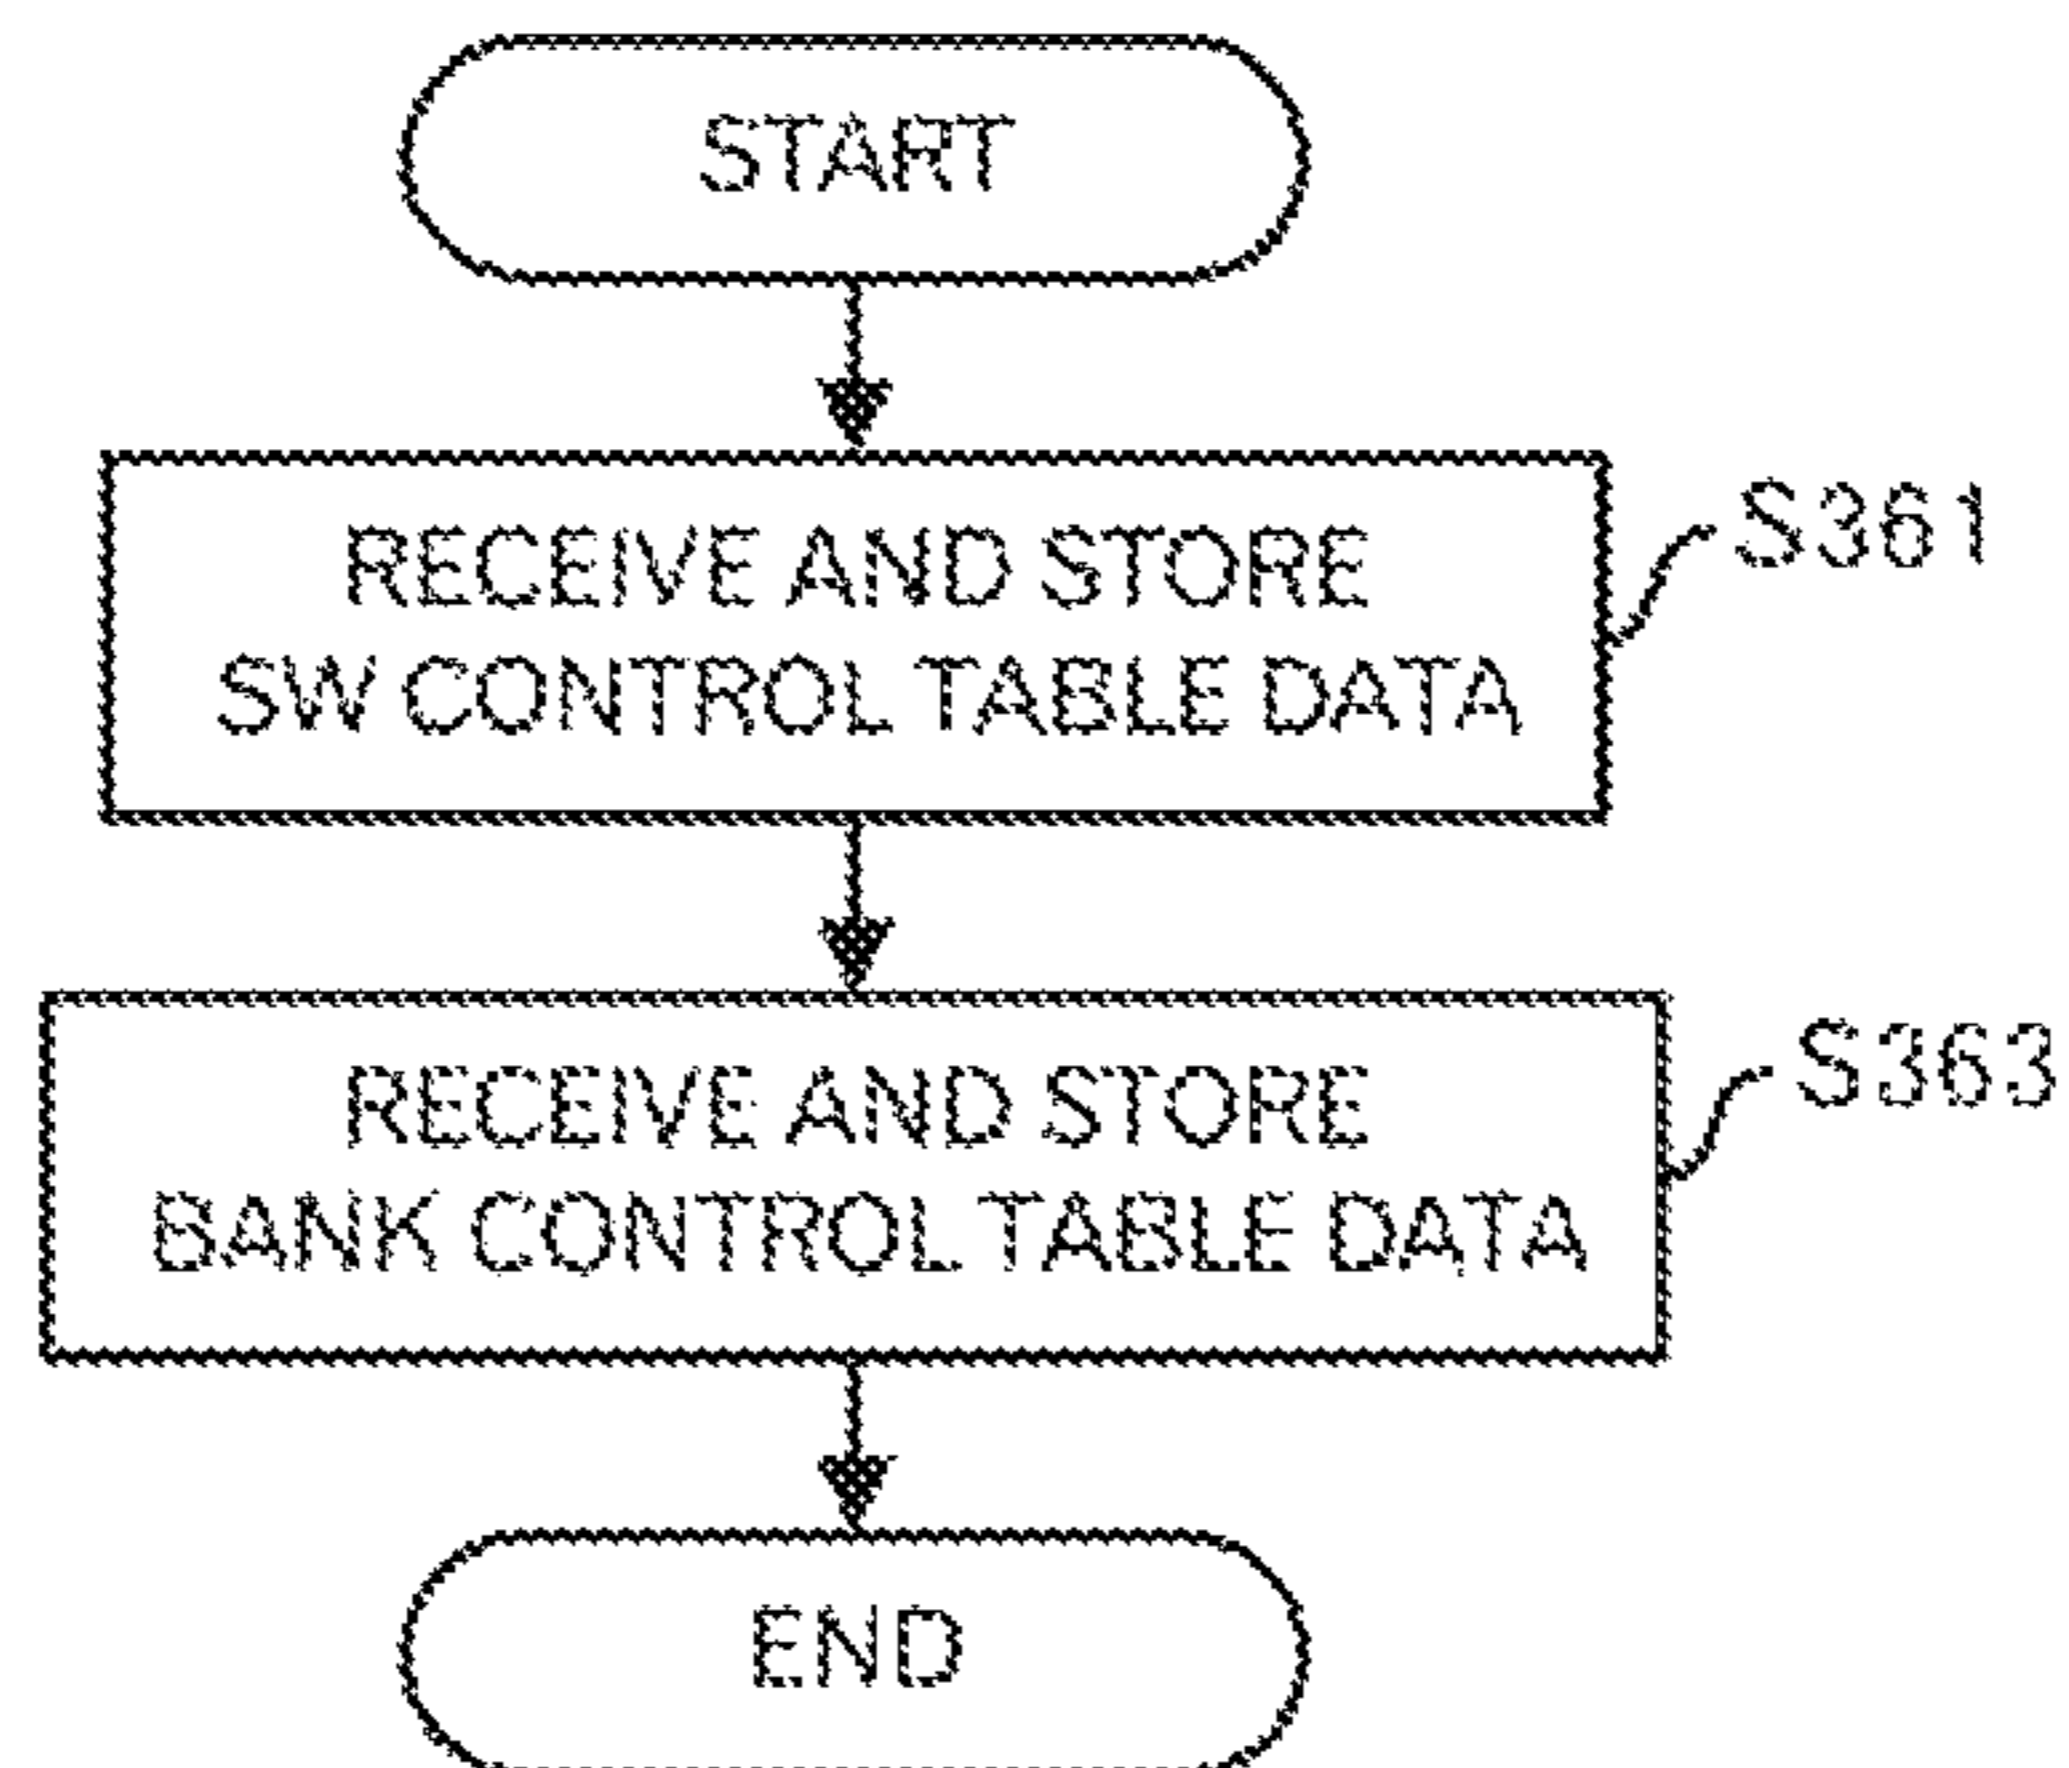 START
RECEIVE AND STORE
SW CONTROL TABLE DATA
S361
RECEIVE AND STORE
BANK CONTROL TABLE DATA
S363
END